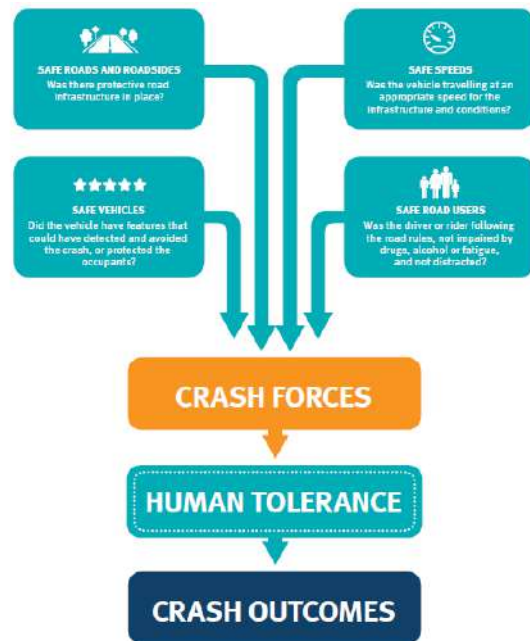 SAFE ROADS AND ROADSIDES
Was there protective road
infrastructure in place?
SAFE SPEEDS
Was the vehicle travelling at an
appropriate speed for the
infrastructure and conditions?
SAFE VEHICLES
Did the vehicle have features that
could have detected and avoided
the crash, or protected the
occupants?
SAFE ROAD USERS
Was the driver or rider following
the road rules, not impaired by
drugs, alcohol or fatigue,
and not distracted?
CRASH FORCES
HUMAN TOLERANCE
CRASH OUTCOMES